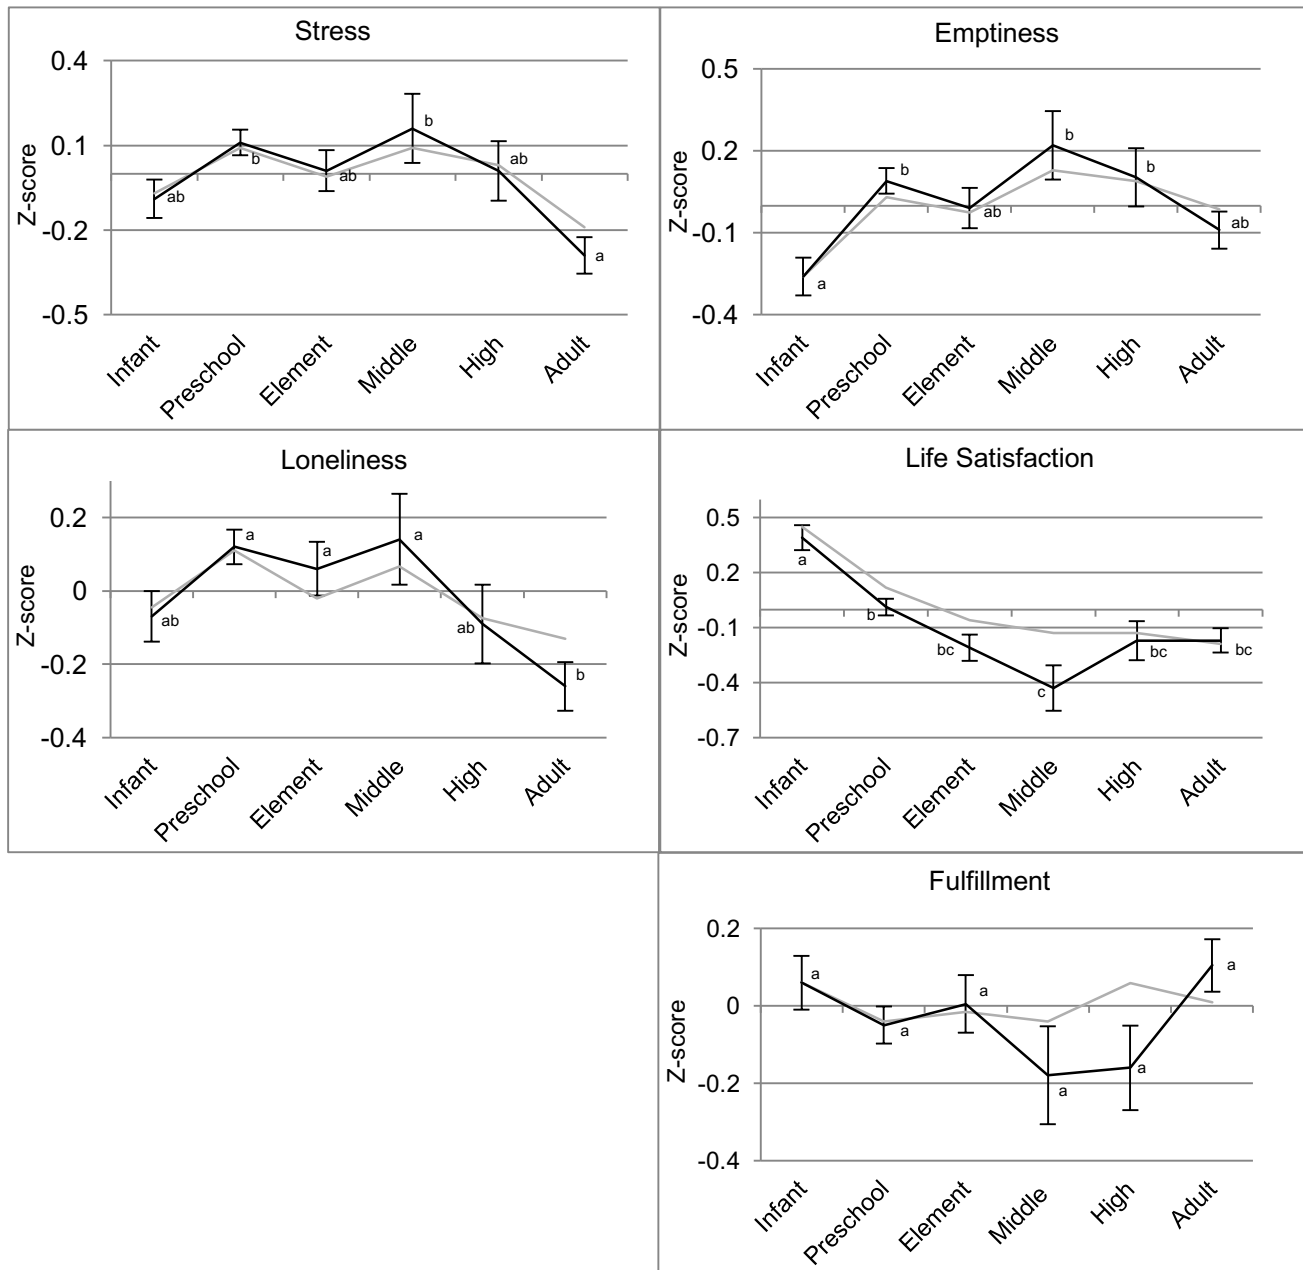 Stress
0.4
0.1
-0.2
-0.5
Z-score
ab
b
ab
b
ab
a
Infant
Preschool
Element
Middle
High
Adult
Emptiness
0.5
0.2
-0.1
-0.4
Z-score
a
b
ab
b
b
ab
Infant
Preschool
Element
Middle
High
Adult
Loneliness
0.2
0
-0.2
-0.4
Z-score
ab
a
a
a
ab
b
Infant
Preschool
Element
Middle
High
Adult
Life Satisfaction
0.5
0.2
-0.1
-0.4
-0.7
Z-score
a
b
bc
c
bc
bc
Infant
Preschool
Element
Middle
High
Adult
Fulfillment
0.2
0
-0.2
-0.4
Z-score
a
a
a
a
a
a
Infant
Preschool
Element
Middle
High
Adult